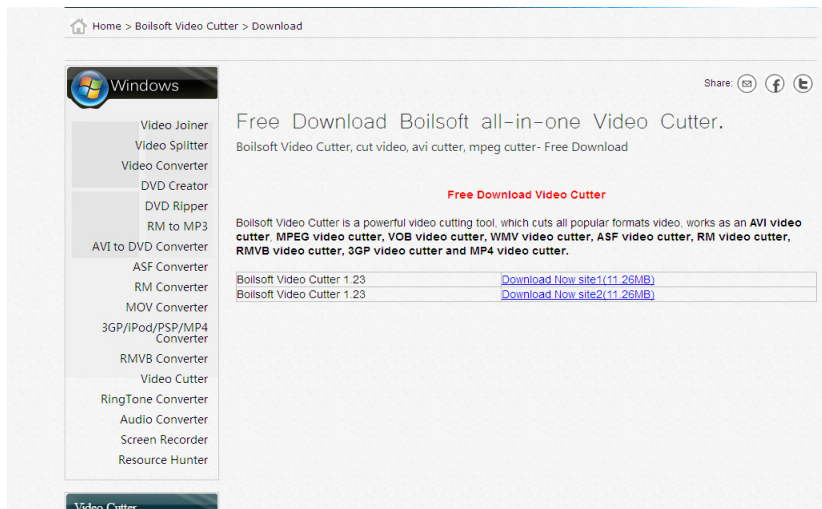 Home > Boilsoft Video Cutter > Download
Windows
Video Joiner
Video Splitter
Video Converter
DVD Creator
DVD Ripper
RM to MP3
AVI to DVD Converter
ASF Converter
RM Converter
MOV Converter
3GP/iPod/PSP/MP4
Converter
RMVB Converter
Video Cutter
RingTone Converter
Audio Converter
Screen Recorder
Resource Hunter
Video Cutter
Share:
Free Download Boilsoft all-in-one Video Cutter.
Boilsoft Video Cutter, cut video, avi cutter, mpeg cutter- Free Download
Free Download Video Cutter
Boilsoft Video Cutter is a powerful video cutting tool, which cuts all popular formats video, works as an AVI video
cutter, MPEG video cutter, VOB video cutter, WMV video cutter, ASF video cutter, RM video cutter,
RMVB video cutter, 3GP video cutter and MP4 video cutter.
Boilsoft Video Cutter 1.23 Download Now site1(11.26MB)
Boilsoft Video Cutter 1.23 Download Now site2(11.26MB)